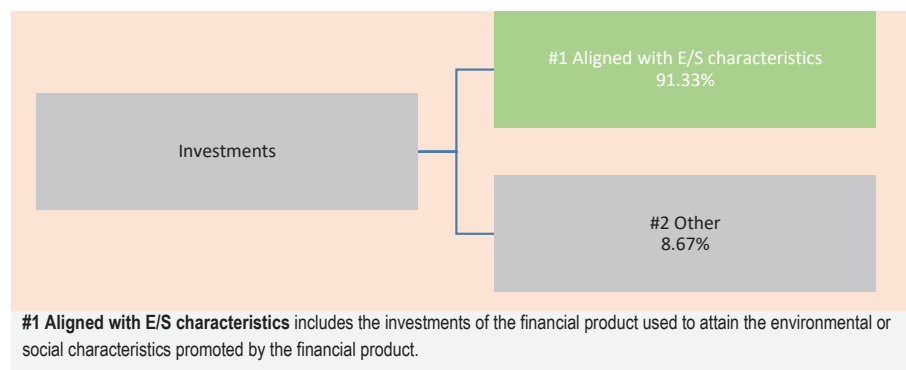 #1 Aligned with E/S characteristics
91.33%
Investments
#2 Other
8.67%
#1 Aligned with E/S characteristics includes the investments of the financial product used to attain the environmental or
social characteristics promoted by the financial product.